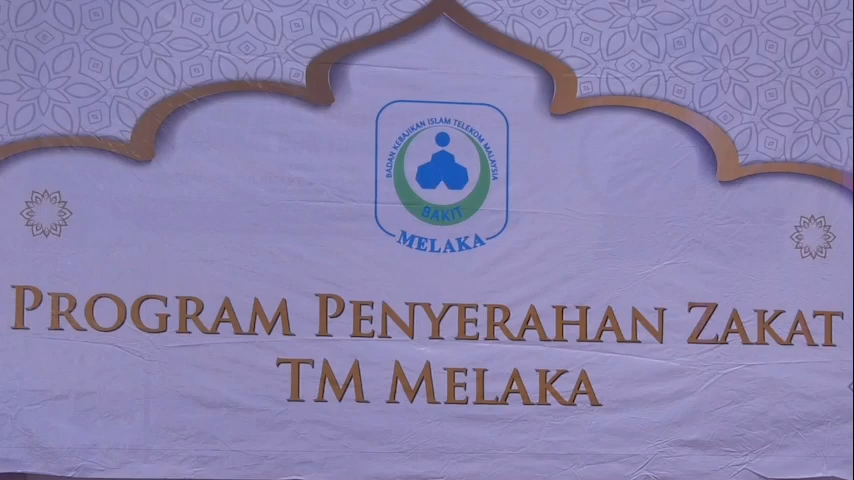 BADAN KEBAJIKAN ISLAM TELEKOM MALAYSIA
BAKIT
MELAKA
PROGRAM PENYERAHAN ZAKAT
TM MELAKA